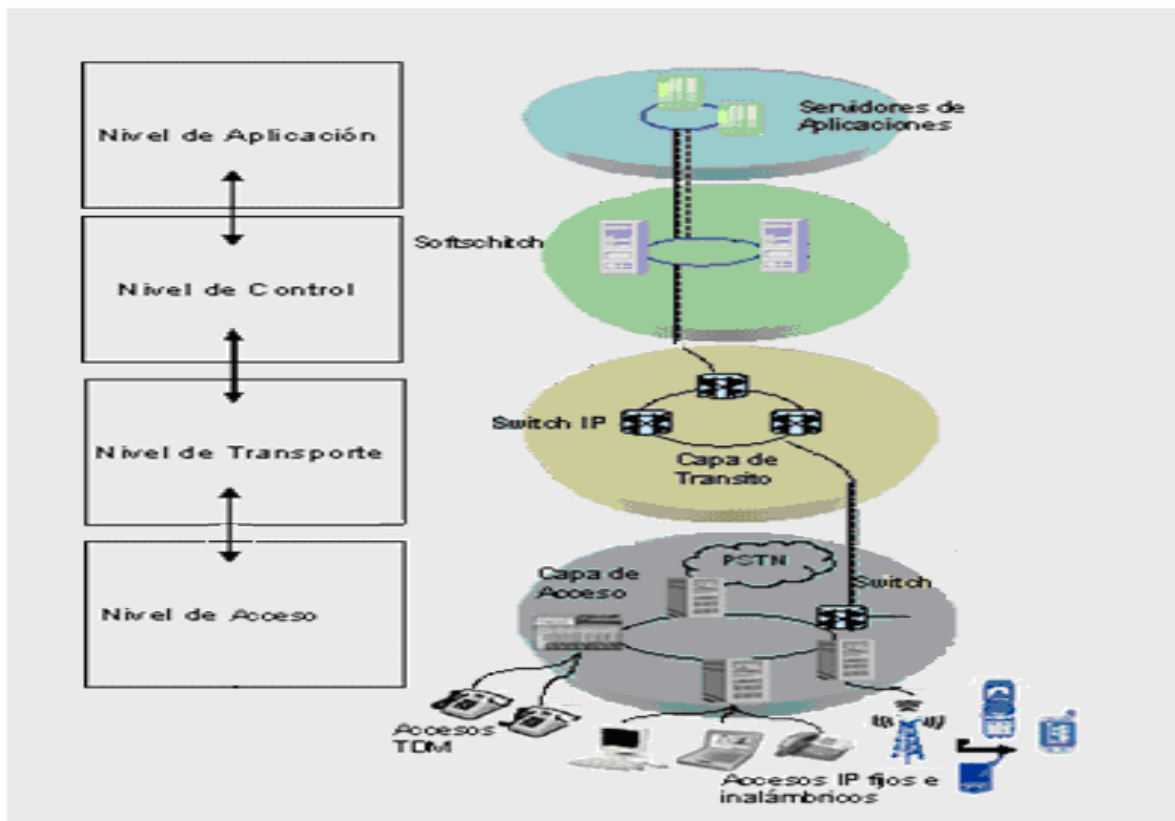 Nivel de Aplicación
Nivel de Control
Nivel de Transporte
Nivel de Acceso
Servidores de
Aplicaciones
Softschitch
Switch IP
Capa de
Transito
PSTN
Capa de
Acceso
Switch
Accesos
TDM
Accesos IP fijos e
inalámbricos